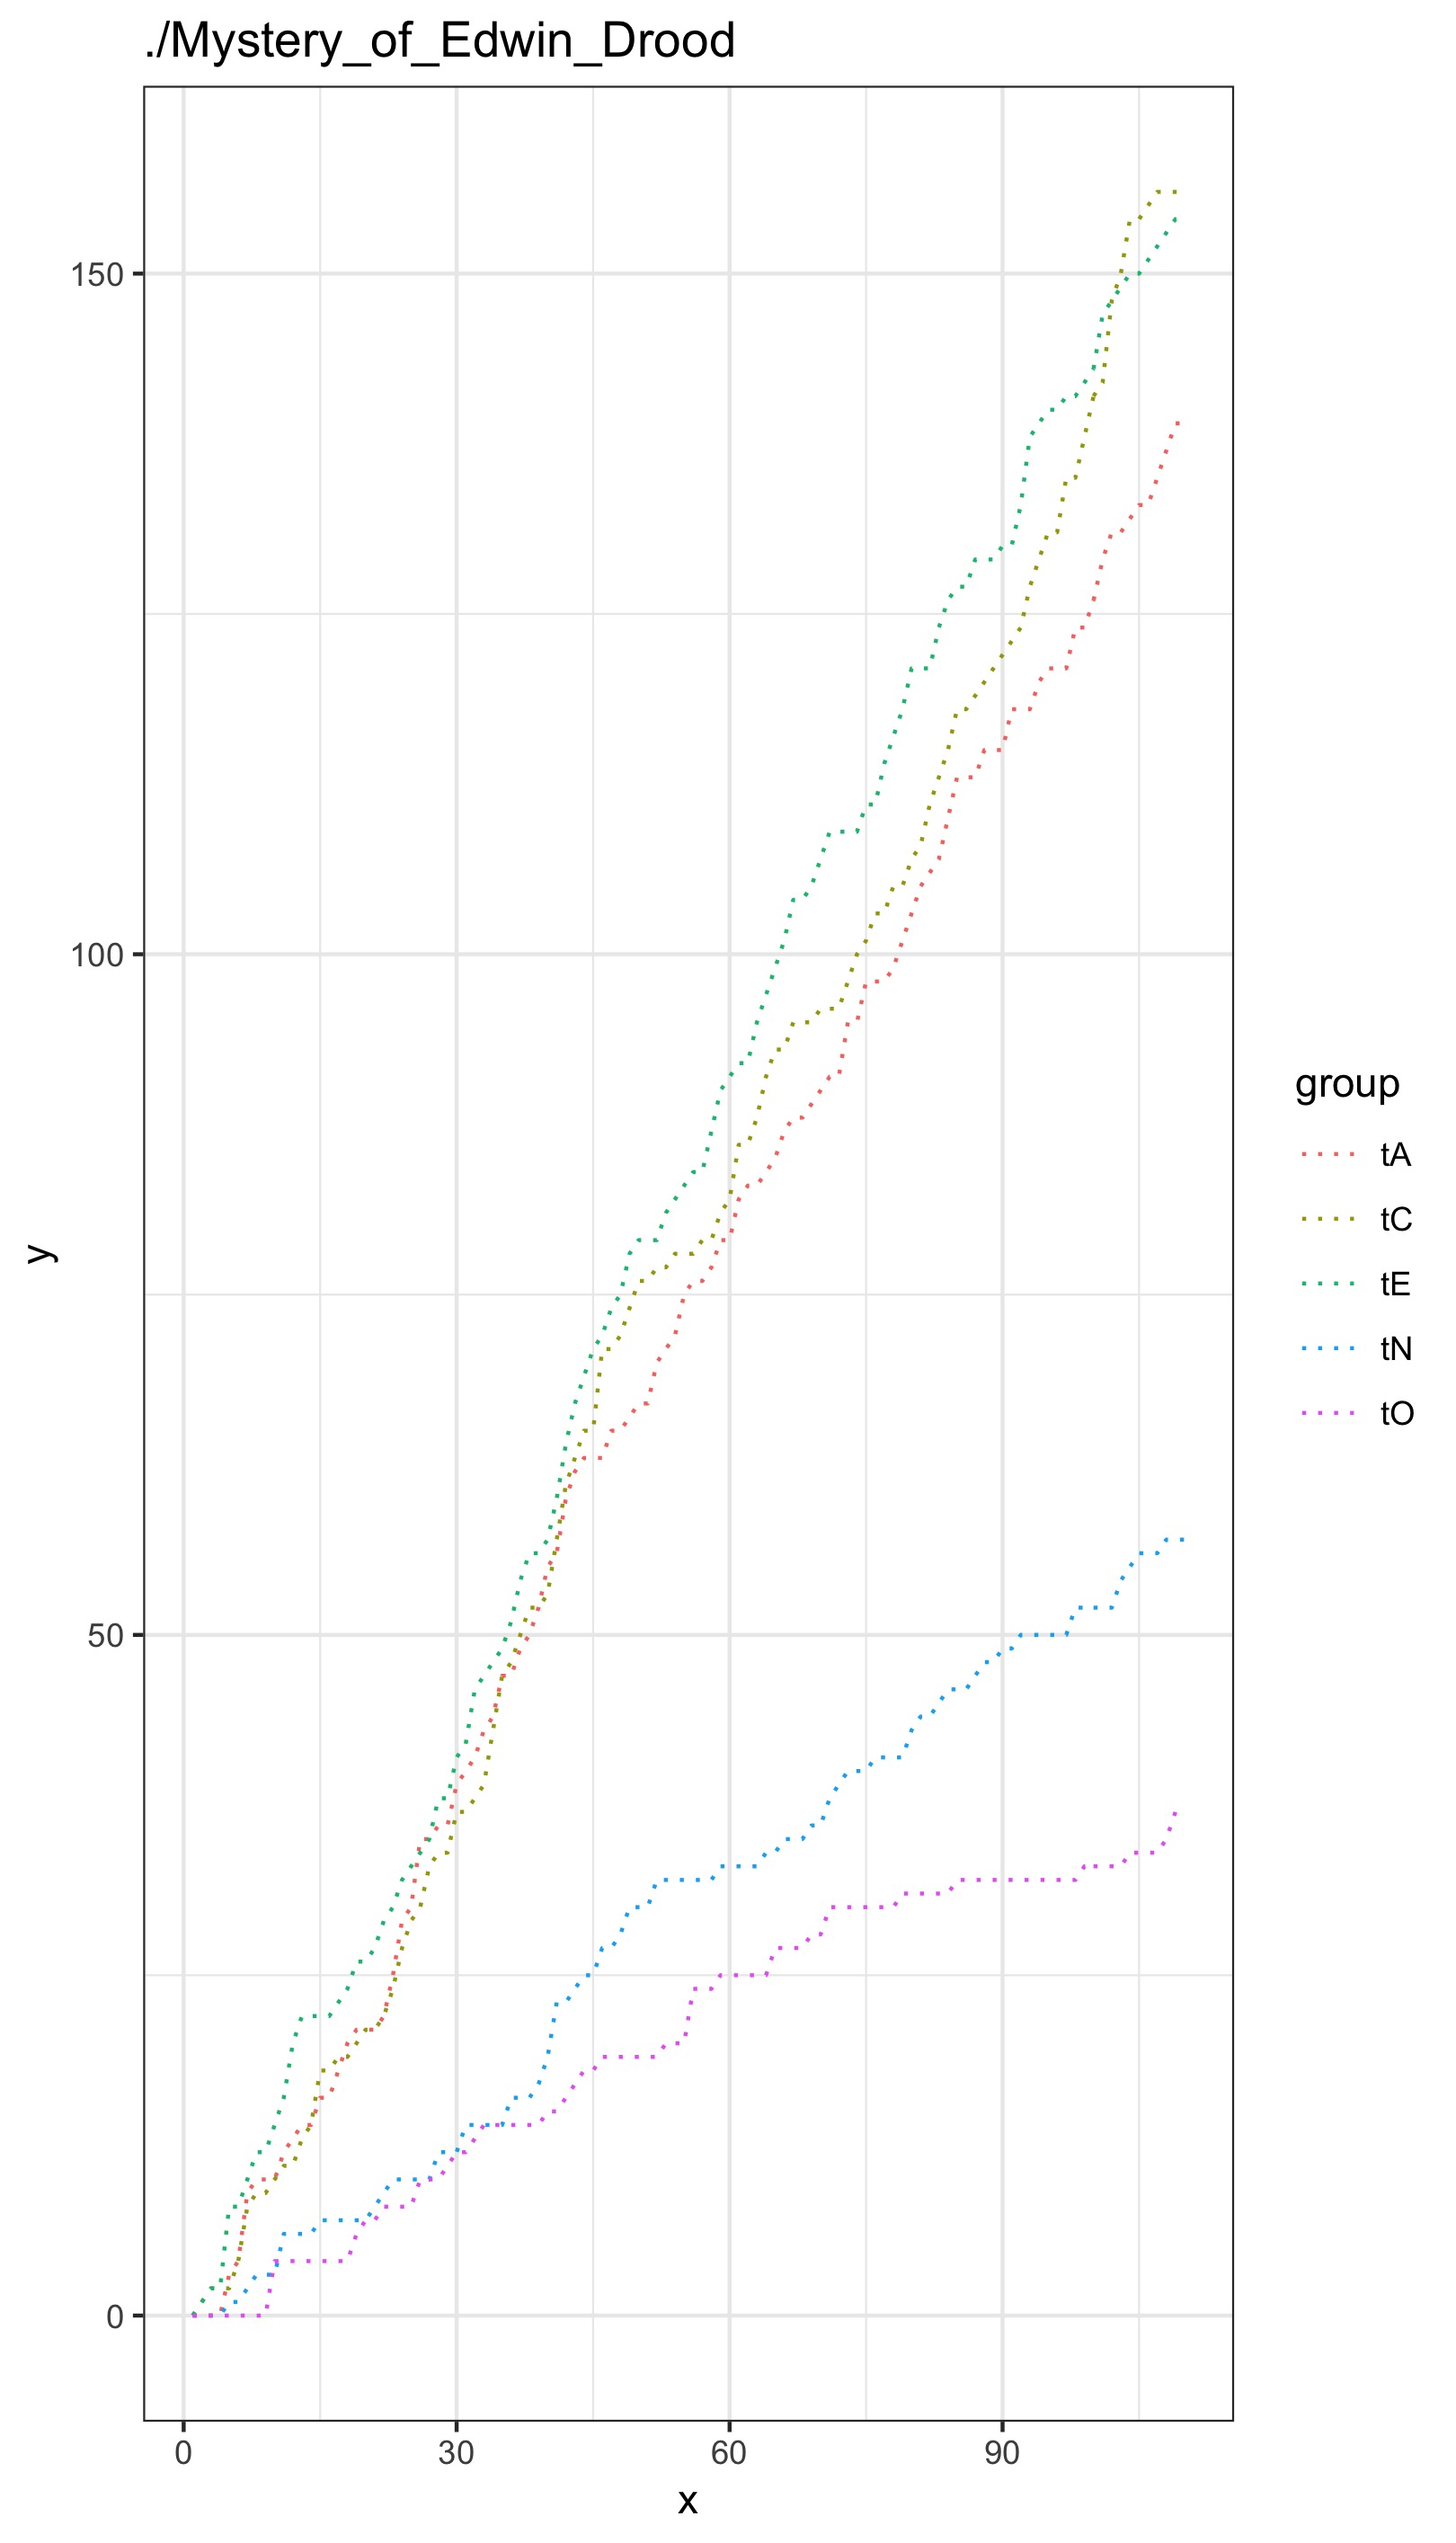 ./Mystery_of_Edwin_Drood
150
100
50
0
y
0 30 60 90
x
group
tA
tC
tE
tN
tO